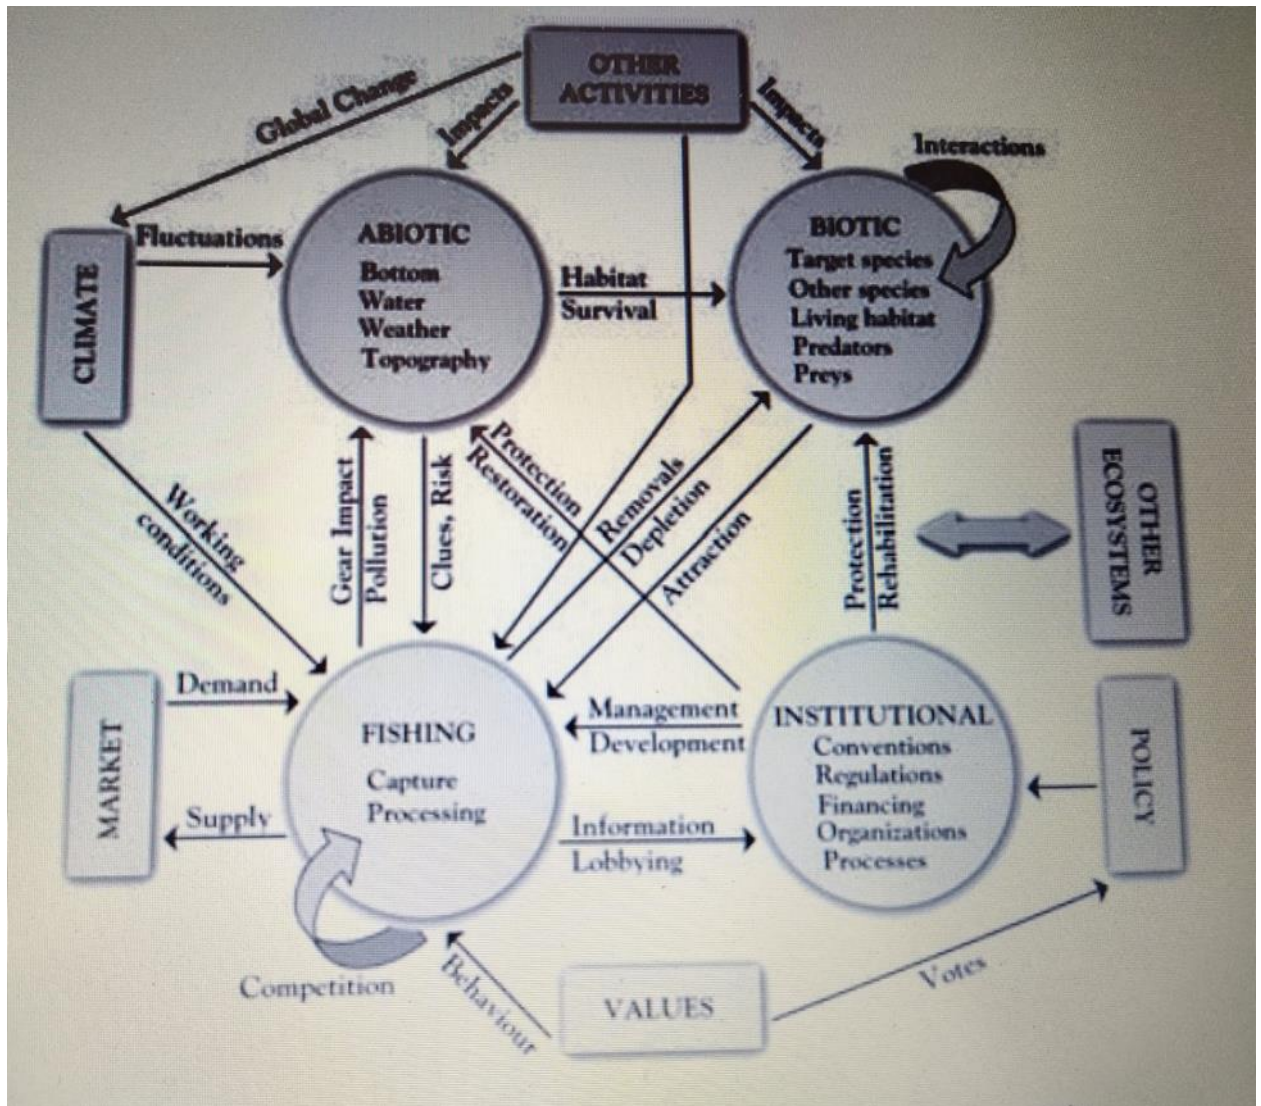 OTHER
ACTIVITIES
Global Change
Impacts
Impacts
Interactions
CLIMATE
Fluctuations
ABIOTIC
Bottom
Water
Weather
Topography
Habitat
Survival
BIOTIC
Target species
Other species
Living habitat
Predators
Preys
Working
conditions
Gear Impact
Pollution
Clues, Risk
Protection
Restoration
Removals
Depletion
Attraction
Protection
Rehabilitation
OTHER
ECOSYSTEMS
MARKET
Demand
Supply
FISHING
Capture
Processing
Management
Development
Information
Lobbying
INSTITUTIONAL
Conventions
Regulations
Financing
Organizations
Processes
POLICY
Competition
Behaviour
VALUES
Votes